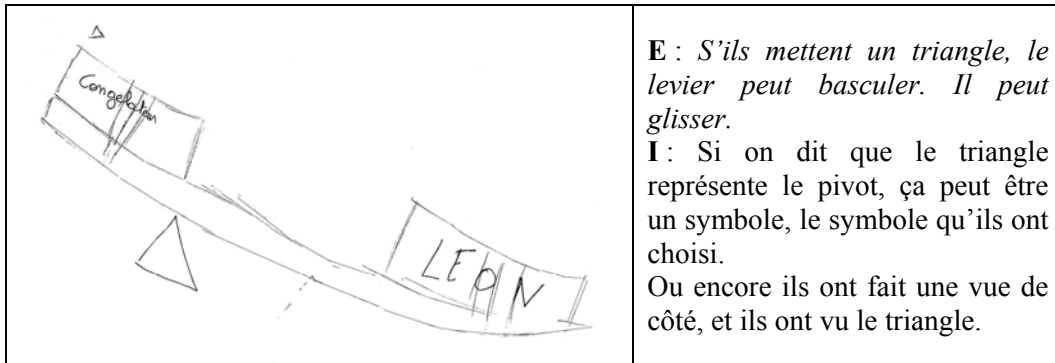 Congélateur
LEON
E : S’ils mettent un triangle, le
levier peut basculer. Il peut
glisser.
I : Si on dit que le triangle
représente le pivot, ça peut être
un symbole, le symbole qu’ils ont
choisi.
Ou encore ils ont fait une vue de
côté, et ils ont vu le triangle.